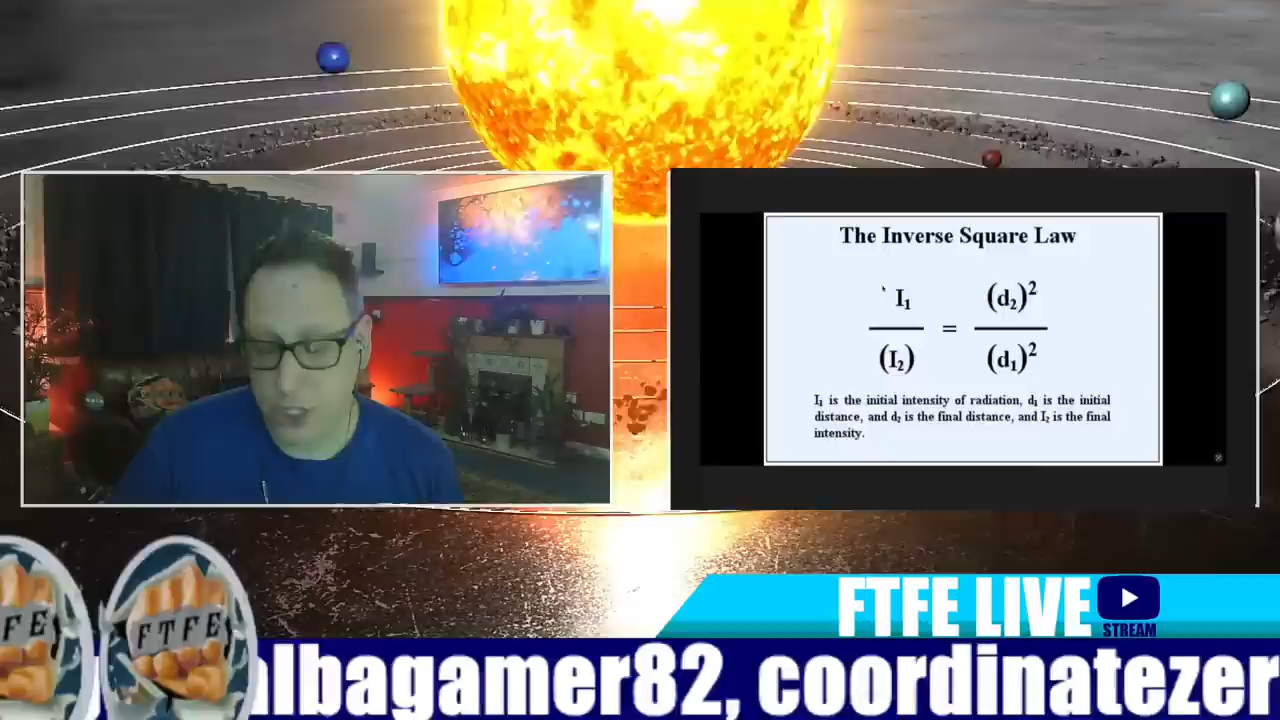 The Inverse Square Law
I₁ (d₂)²
=
(I₂) (d₁)²
I₁ is the initial intensity of radiation, d₁ is the initial
distance, and d₂ is the final distance, and I₂ is the final
intensity.
FTFE LIVE
STREAM
FE
FTFE
albagamer82, coordinatezer